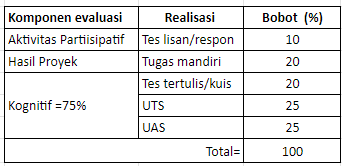 Komponen evaluasi Realisasi Bobot (%)
Aktivitas Partiisipatif Tes lisan/respon 10
Hasil Proyek Tugas mandiri 20
Tes tertulis/kuis 20
Kognitif =75% UTS 25
UAS 25
Total= 100